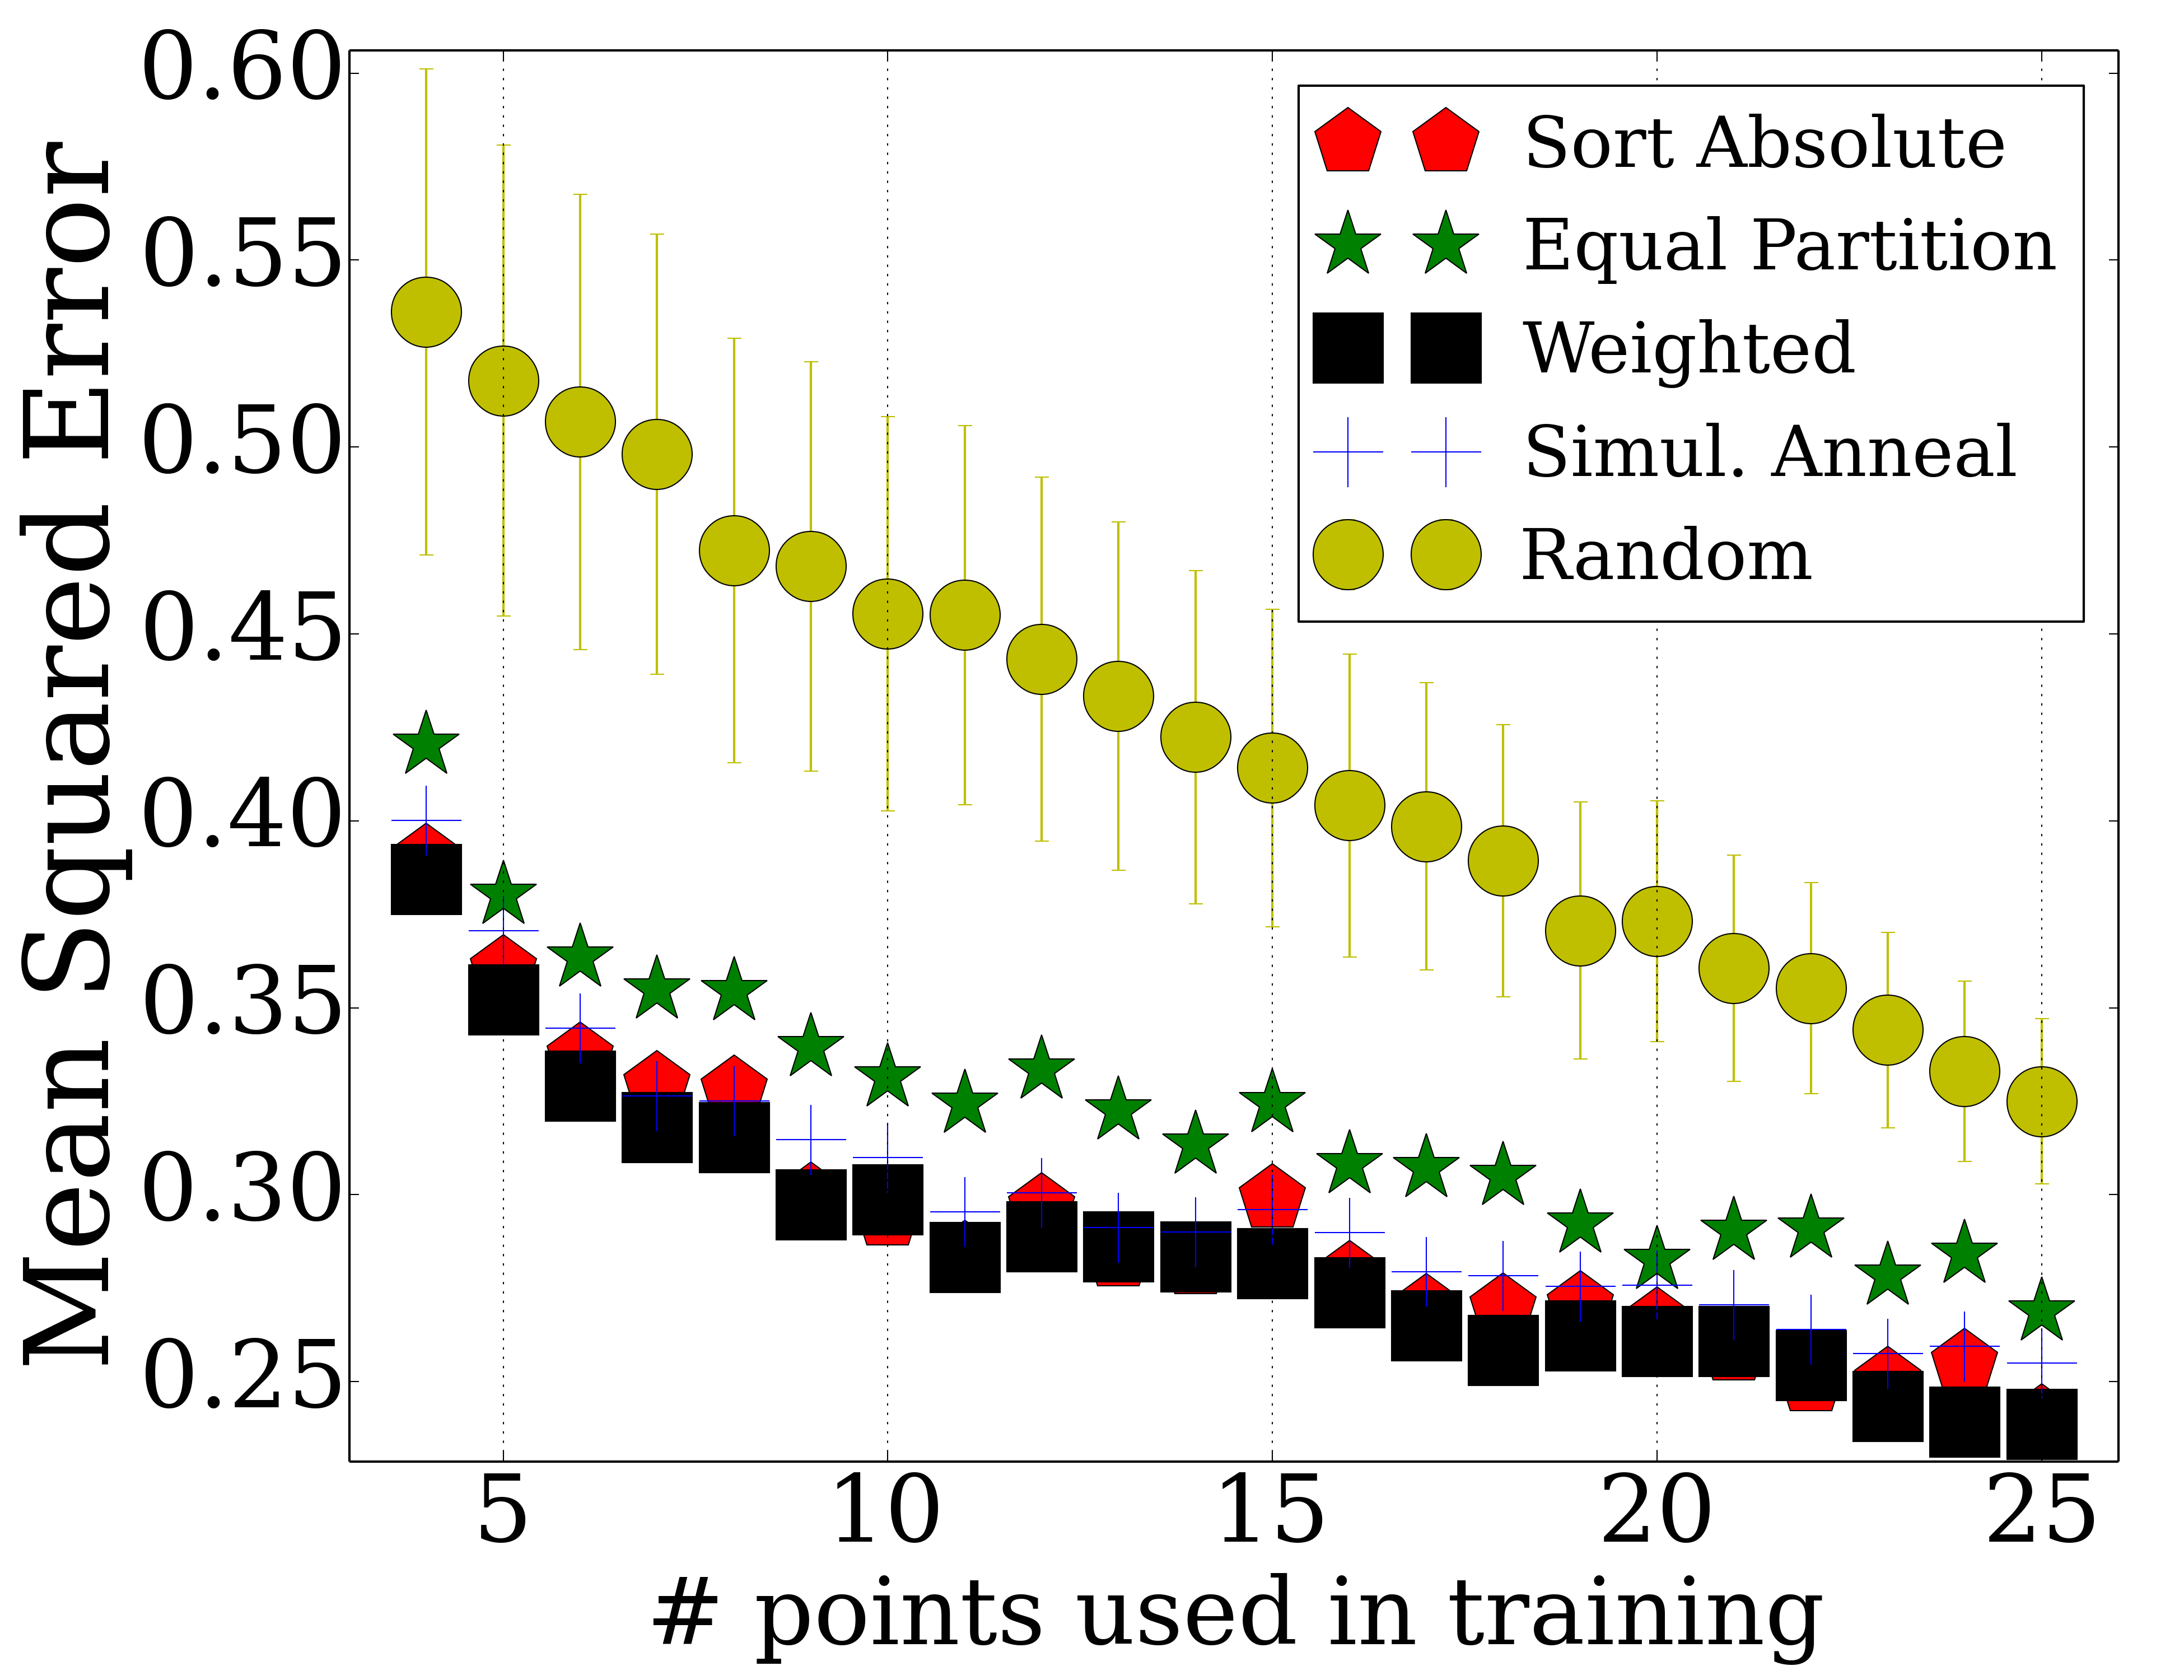 Mean Squared Error
0.60
0.55
0.50
0.45
0.40
0.35
0.30
0.25
Sort Absolute
Equal Partition
Weighted
Simul. Anneal
Random
5 10 15 20 25
# points used in training